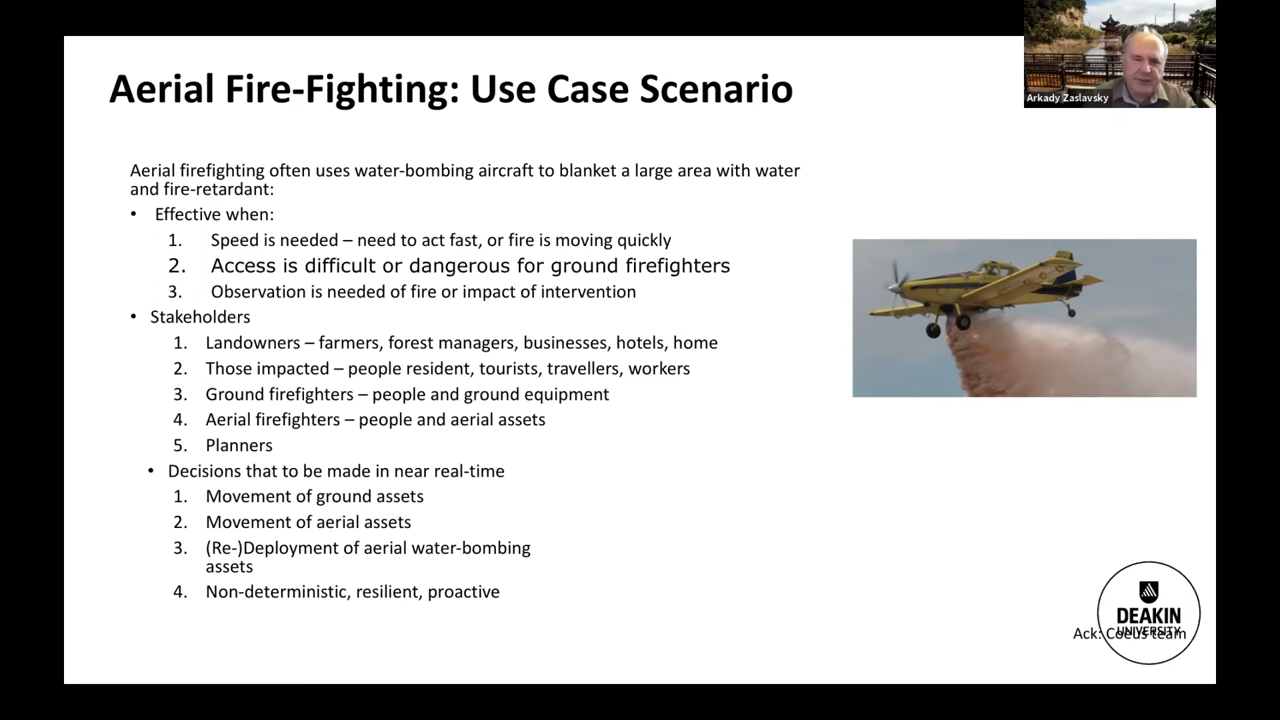 Aerial Fire-Fighting: Use Case Scenario
Arkady Zaslavsky
Aerial firefighting often uses water-bombing aircraft to blanket a large area with water
and fire-retardant:
• Effective when:
1. Speed is needed – need to act fast, or fire is moving quickly
2. Access is difficult or dangerous for ground firefighters
3. Observation is needed of fire or impact of intervention
• Stakeholders
1. Landowners – farmers, forest managers, businesses, hotels, home
2. Those impacted – people resident, tourists, travellers, workers
3. Ground firefighters – people and ground equipment
4. Aerial firefighters – people and aerial assets
5. Planners
• Decisions that to be made in near real-time
1. Movement of ground assets
2. Movement of aerial assets
3. (Re-)Deployment of aerial water-bombing
assets
4. Non-deterministic, resilient, proactive
DEAKIN
UNIVERSITY
Ack: Coeus team